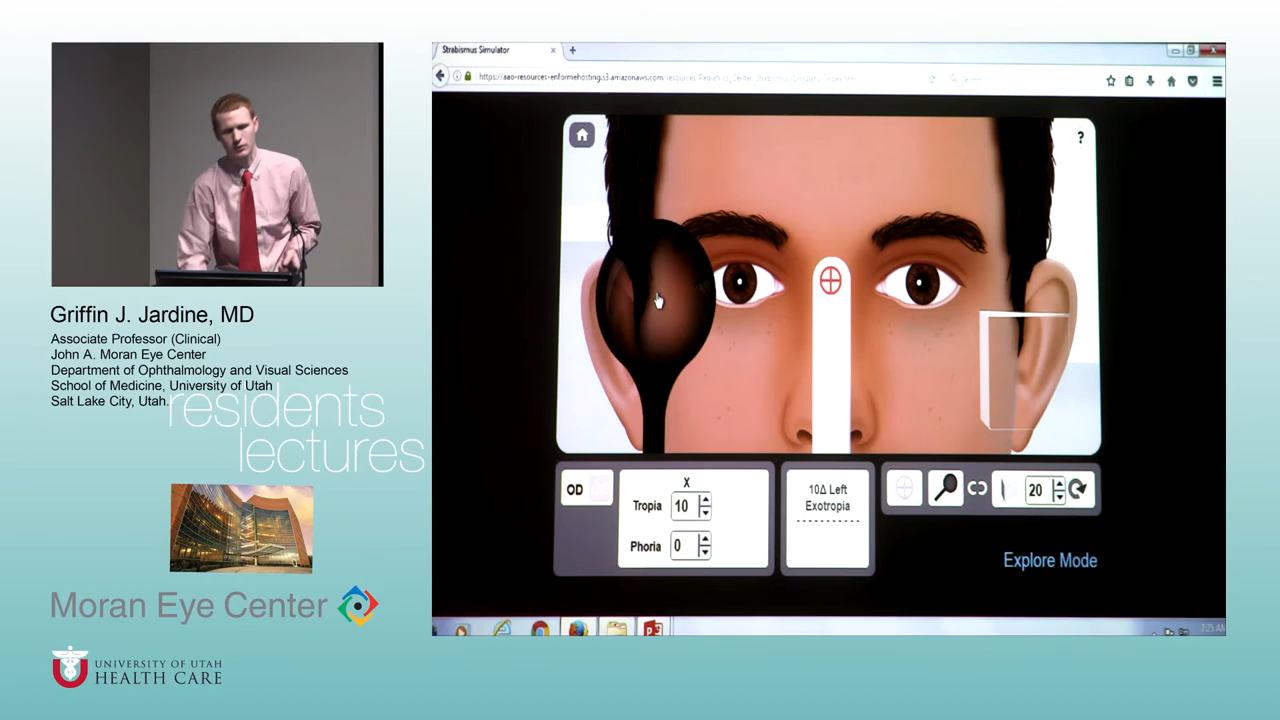 Griffin J. Jardine, MD
Associate Professor (Clinical)
John A. Moran Eye Center
Department of Ophthalmology and Visual Sciences
School of Medicine, University of Utah
Salt Lake City, Utah.
residents
lectures
Moran Eye Center
UNIVERSITY OF UTAH
HEALTH CARE
Strabismus Simulator
?
OD
X
Tropia 10
Phoria 0
10Δ Left
Exotropia
20
Explore Mode